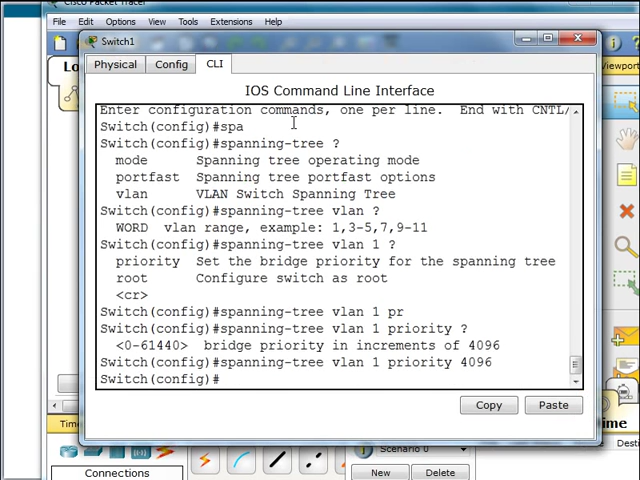 Cisco Packet Tracer
File Edit Options View Tools Extensions Help
Switch1
Physical Config CLI
Viewport
IOS Command Line Interface
Enter configuration commands, one per line.  End with CNTL/
Switch(config)#spa
Switch(config)#spanning-tree ?
mode Spanning tree operating mode
portfast Spanning tree portfast options
vlan VLAN Switch Spanning Tree
Switch(config)#spanning-tree vlan ?
WORD vlan range, example: 1,3-5,7,9-11
Switch(config)#spanning-tree vlan 1 ?
priority Set the bridge priority for the spanning tree
root Configure switch as root
<cr>
Switch(config)#spanning-tree vlan 1 pr
Switch(config)#spanning-tree vlan 1 priority ?
<0-61440> bridge priority in increments of 4096
Switch(config)#spanning-tree vlan 1 priority 4096
Switch(config)#
Copy Paste
Time
Scenario 0
New Delete
Connections